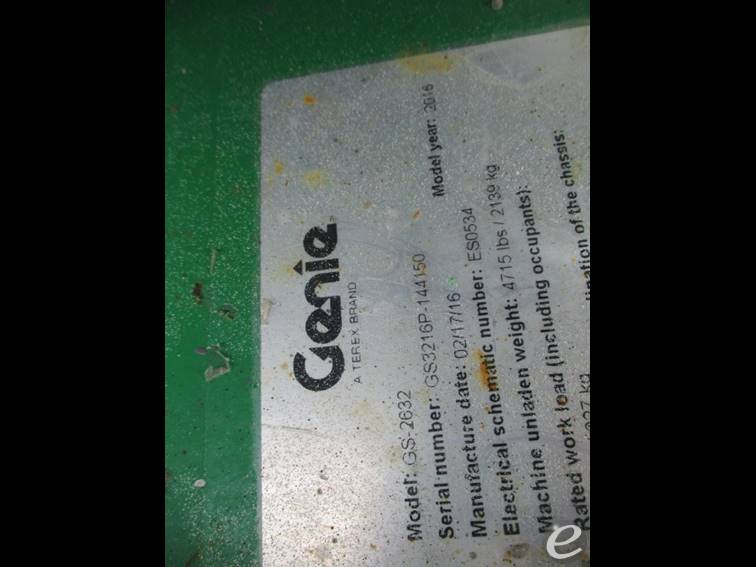 Genie
A TEREX BRAND
Model: GS-2632
Serial number: GS3216P-144150
Model year: 2016
Manufacture date: 02/17/16
Electrical schematic number: ES0534
Machine unladen weight: 4715 lbs / 2139 kg
Rated work load (including occupants):
of the chassis:
kg
e